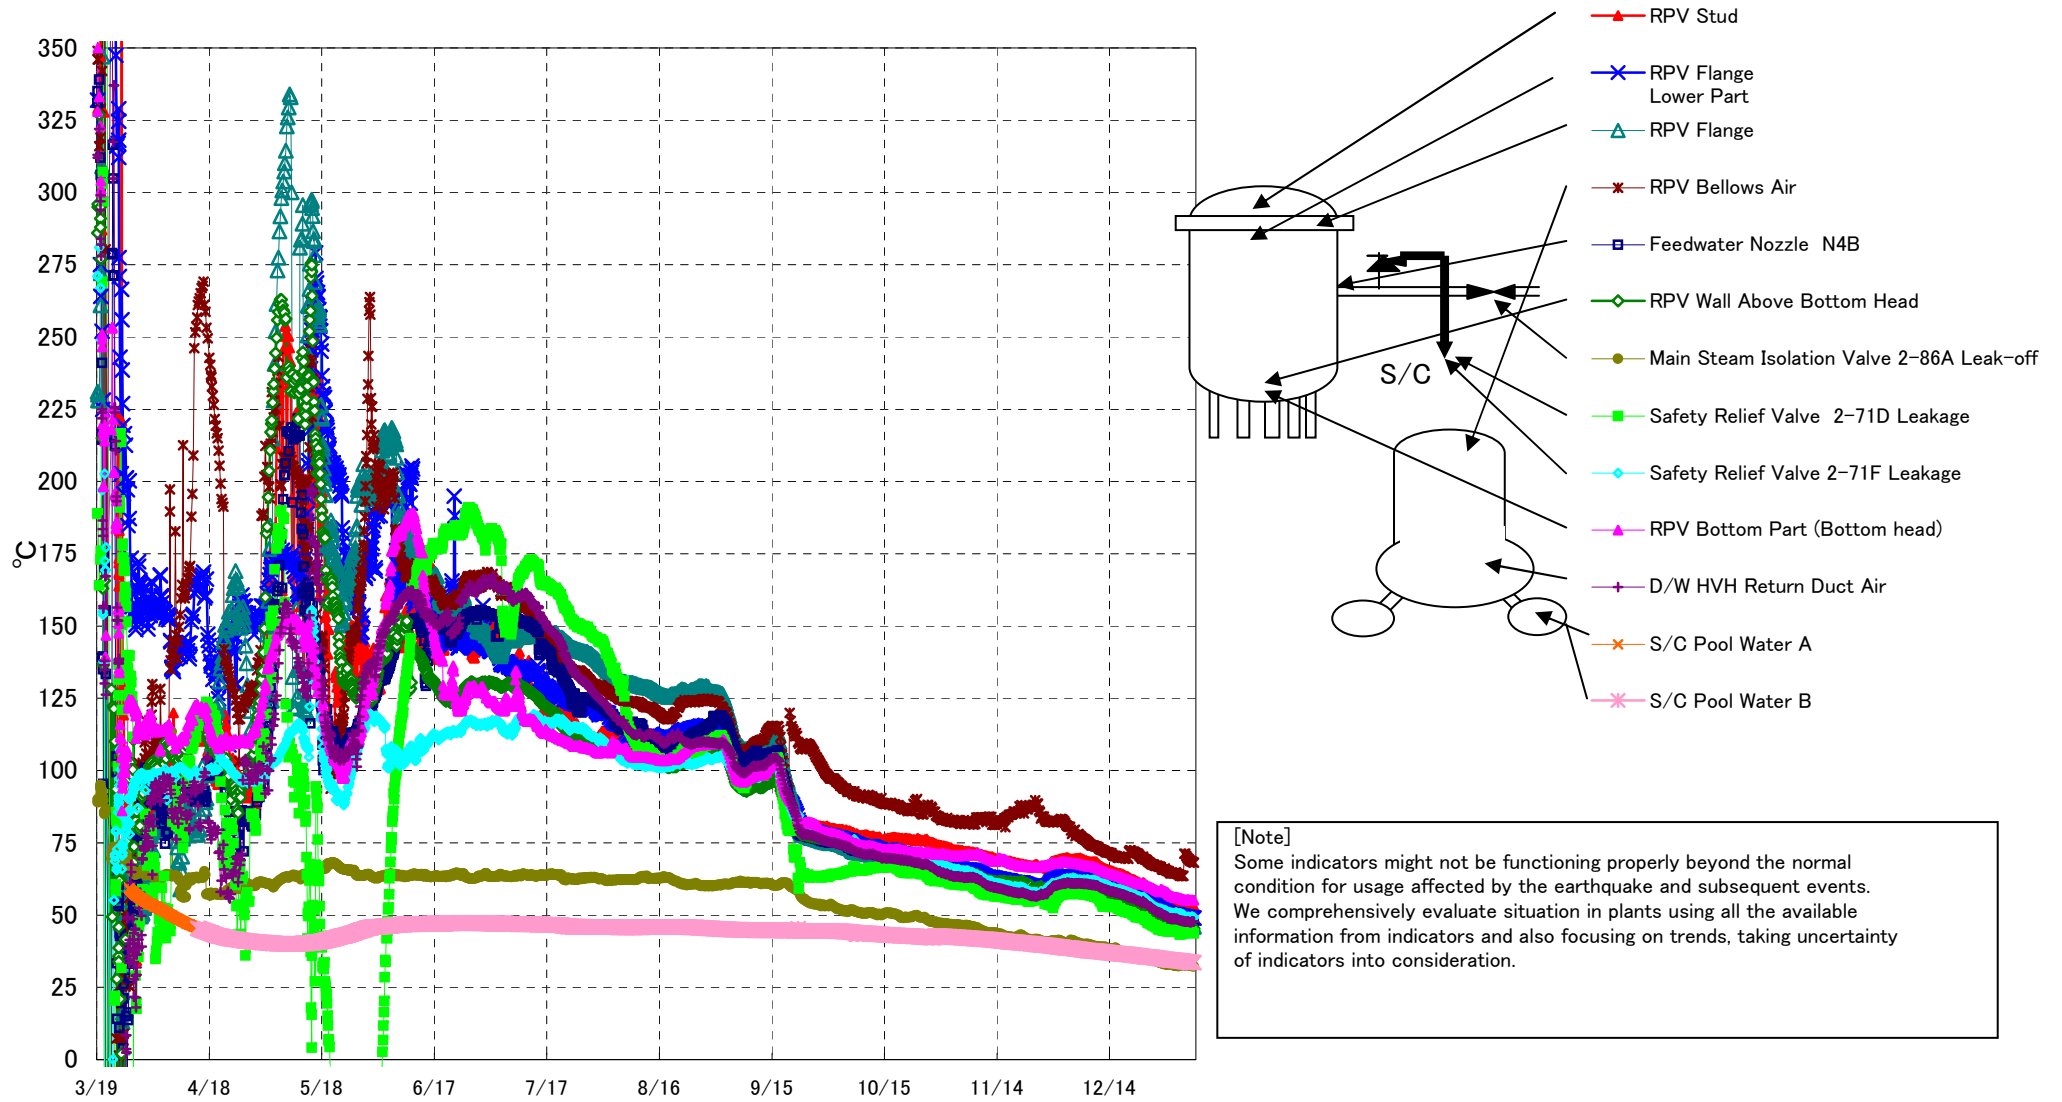 350
325
300
275
250
225
200
175
150
125
100
75
50
25
0
℃
3/19 4/18 5/18 6/17 7/17 8/16 9/15 10/15 11/14 12/14
RPV Stud
RPV Flange
Lower Part
RPV Flange
RPV Bellows Air
Feedwater Nozzle N4B
RPV Wall Above Bottom Head
Main Steam Isolation Valve 2-86A Leak-off
Safety Relief Valve 2-71D Leakage
Safety Relief Valve 2-71F Leakage
RPV Bottom Part (Bottom head)
D/W HVH Return Duct Air
S/C Pool Water A
S/C Pool Water B
S/C
[Note]
Some indicators might not be functioning properly beyond the normal
condition for usage affected by the earthquake and subsequent events.
We comprehensively evaluate situation in plants using all the available
information from indicators and also focusing on trends, taking uncertainty
of indicators into consideration.